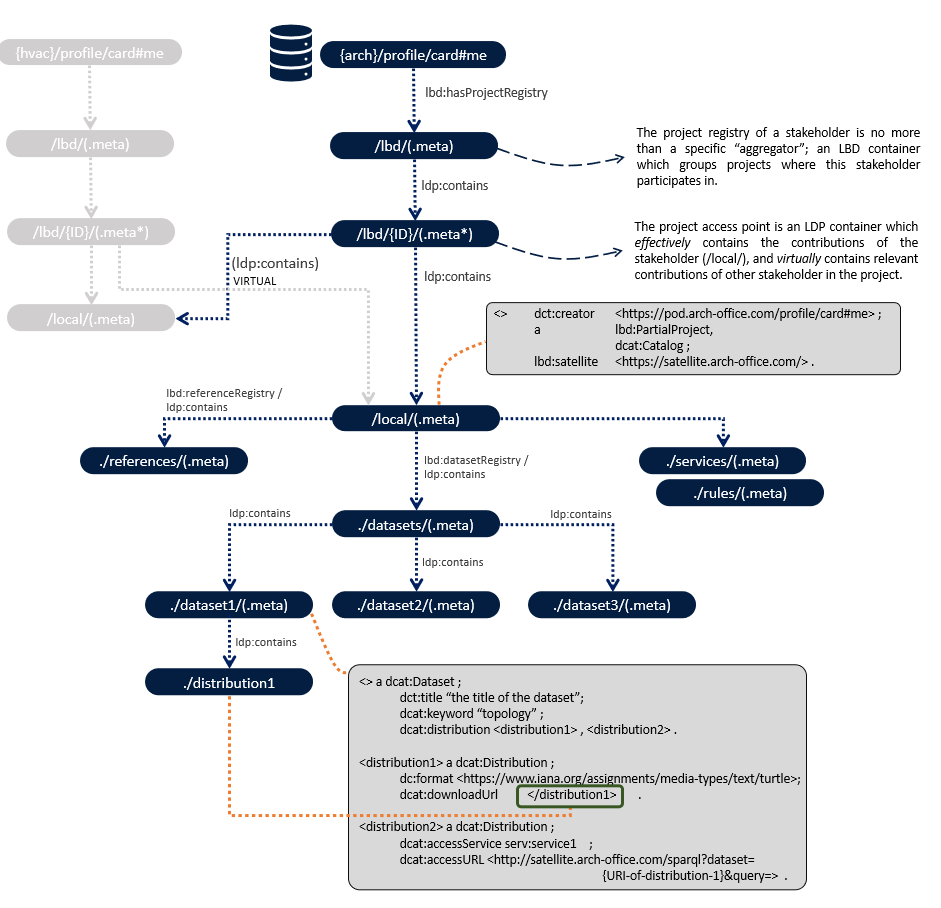 {hvac}/profile/card#me
{arch}/profile/card#me
lbd:hasProjectRegistry
/lbd/(.meta)
/lbd/(.meta)
The project registry of a stakeholder is no more
than a specific “aggregator”; an LBD container
which groups projects where this stakeholder
participates in.
ldp:contains
/lbd/{ID}/(.meta*)
/lbd/{ID}/(.meta*)
The project access point is an LDP container which
effectively contains the contributions of the
stakeholder (/local/), and virtually contains relevant
contributions of other stakeholder in the project.
(ldp:contains)
VIRTUAL
ldp:contains
/local/(.meta)
<> dct:creator <https://pod.arch-office.com/profile/card#me> ;
a lbd:PartialProject,
dcat:Catalog ;
lbd:satellite <https://satellite.arch-office.com/> .
lbd:referenceRegistry /
ldp:contains
/local/(.meta)
./references/(.meta)
lbd:datasetRegistry /
ldp:contains
./services/(.meta)
./rules/(.meta)
ldp:contains
./datasets/(.meta)
ldp:contains
ldp:contains
./dataset1/(.meta)
./dataset2/(.meta)
./dataset3/(.meta)
ldp:contains
./distribution1
<> a dcat:Dataset ;
dct:title “the title of the dataset”;
dcat:keyword “topology” ;
dcat:distribution <distribution1> , <distribution2> .
<distribution1> a dcat:Distribution ;
dc:format <https://www.iana.org/assignments/media-types/text/turtle>;
dcat:downloadUrl </distribution1> .
<distribution2> a dcat:Distribution ;
dcat:accessService serv:service1 ;
dcat:accessURL <http://satellite.arch-office.com/sparql?dataset=
{URI-of-distribution-1}&query=> .